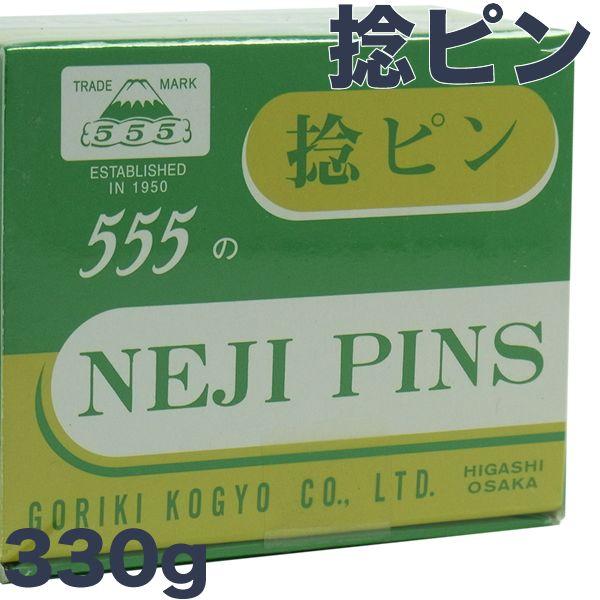 捻ピン
TRADE MARK
555
ESTABLISHED
IN 1950
捻ピン
555の
NEJI PINS
GORIKI KOGYO CO., LTD.
HIGASHI
OSAKA
330g